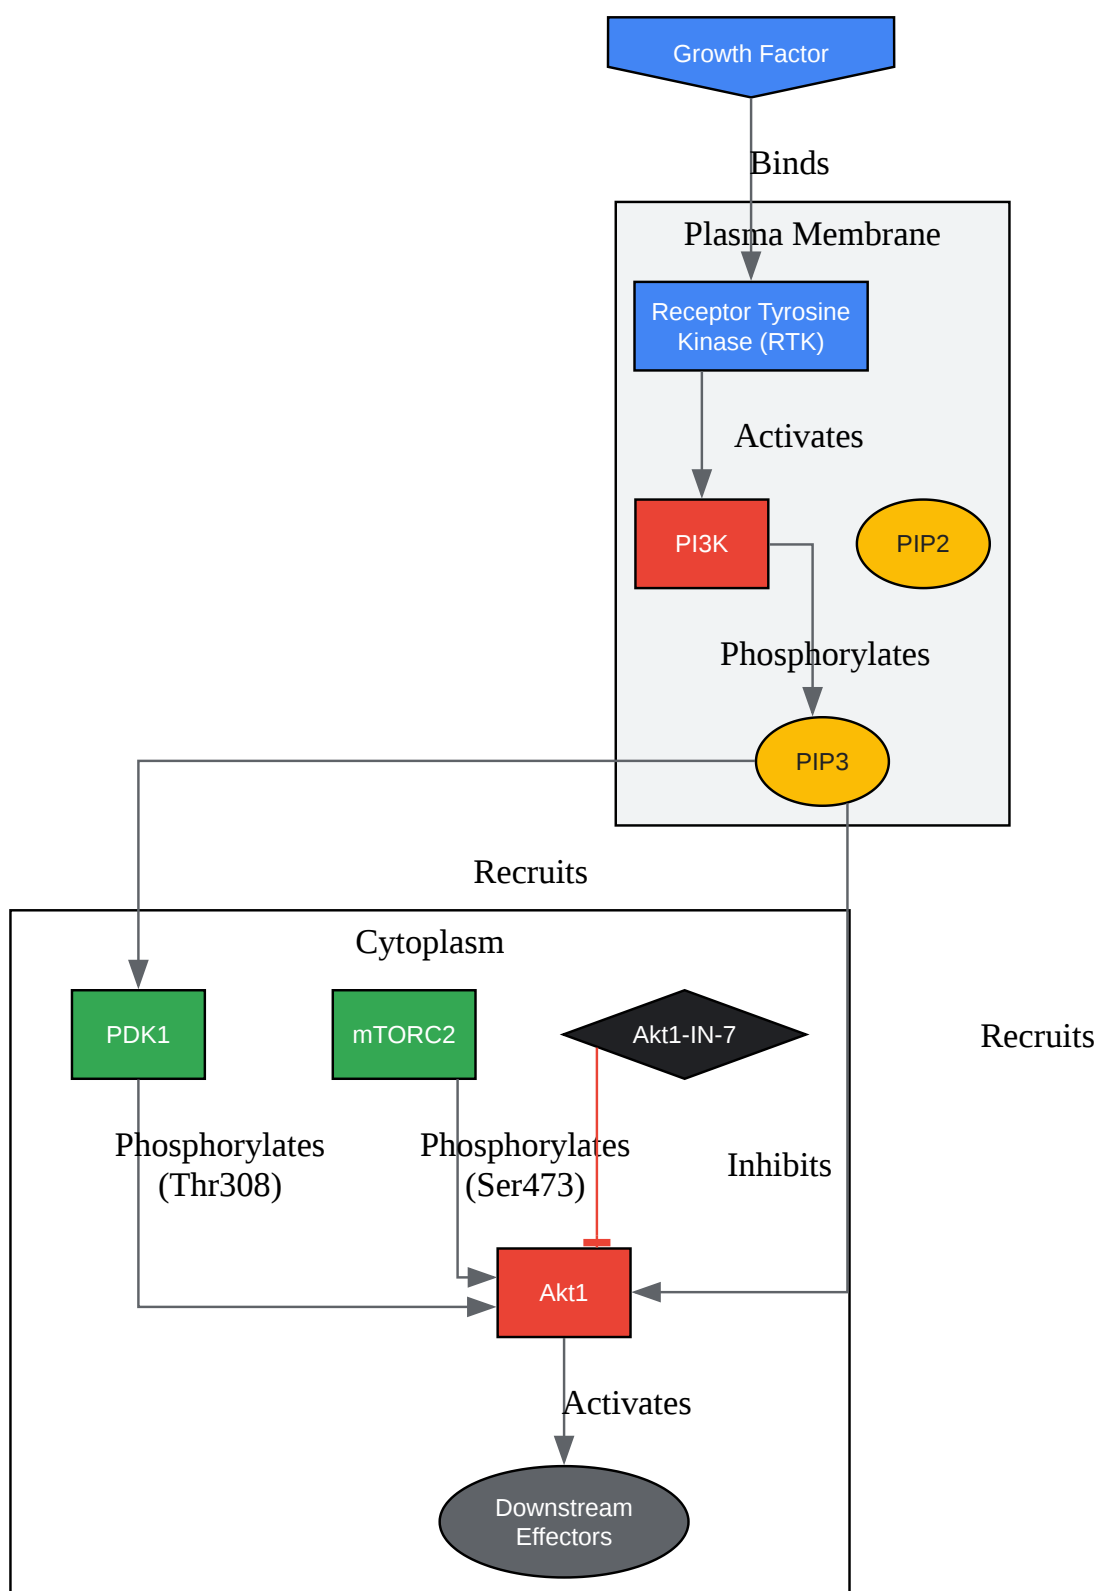 Growth Factor
Binds
Plasma Membrane
Receptor Tyrosine
Kinase (RTK)
Activates
PI3K
PIP2
Phosphorylates
PIP3
Recruits
Cytoplasm
PDK1
mTORC2
Akt1-IN-7
Recruits
Phosphorylates
(Thr308)
Phosphorylates
(Ser473)
Inhibits
Akt1
Activates
Downstream
Effectors